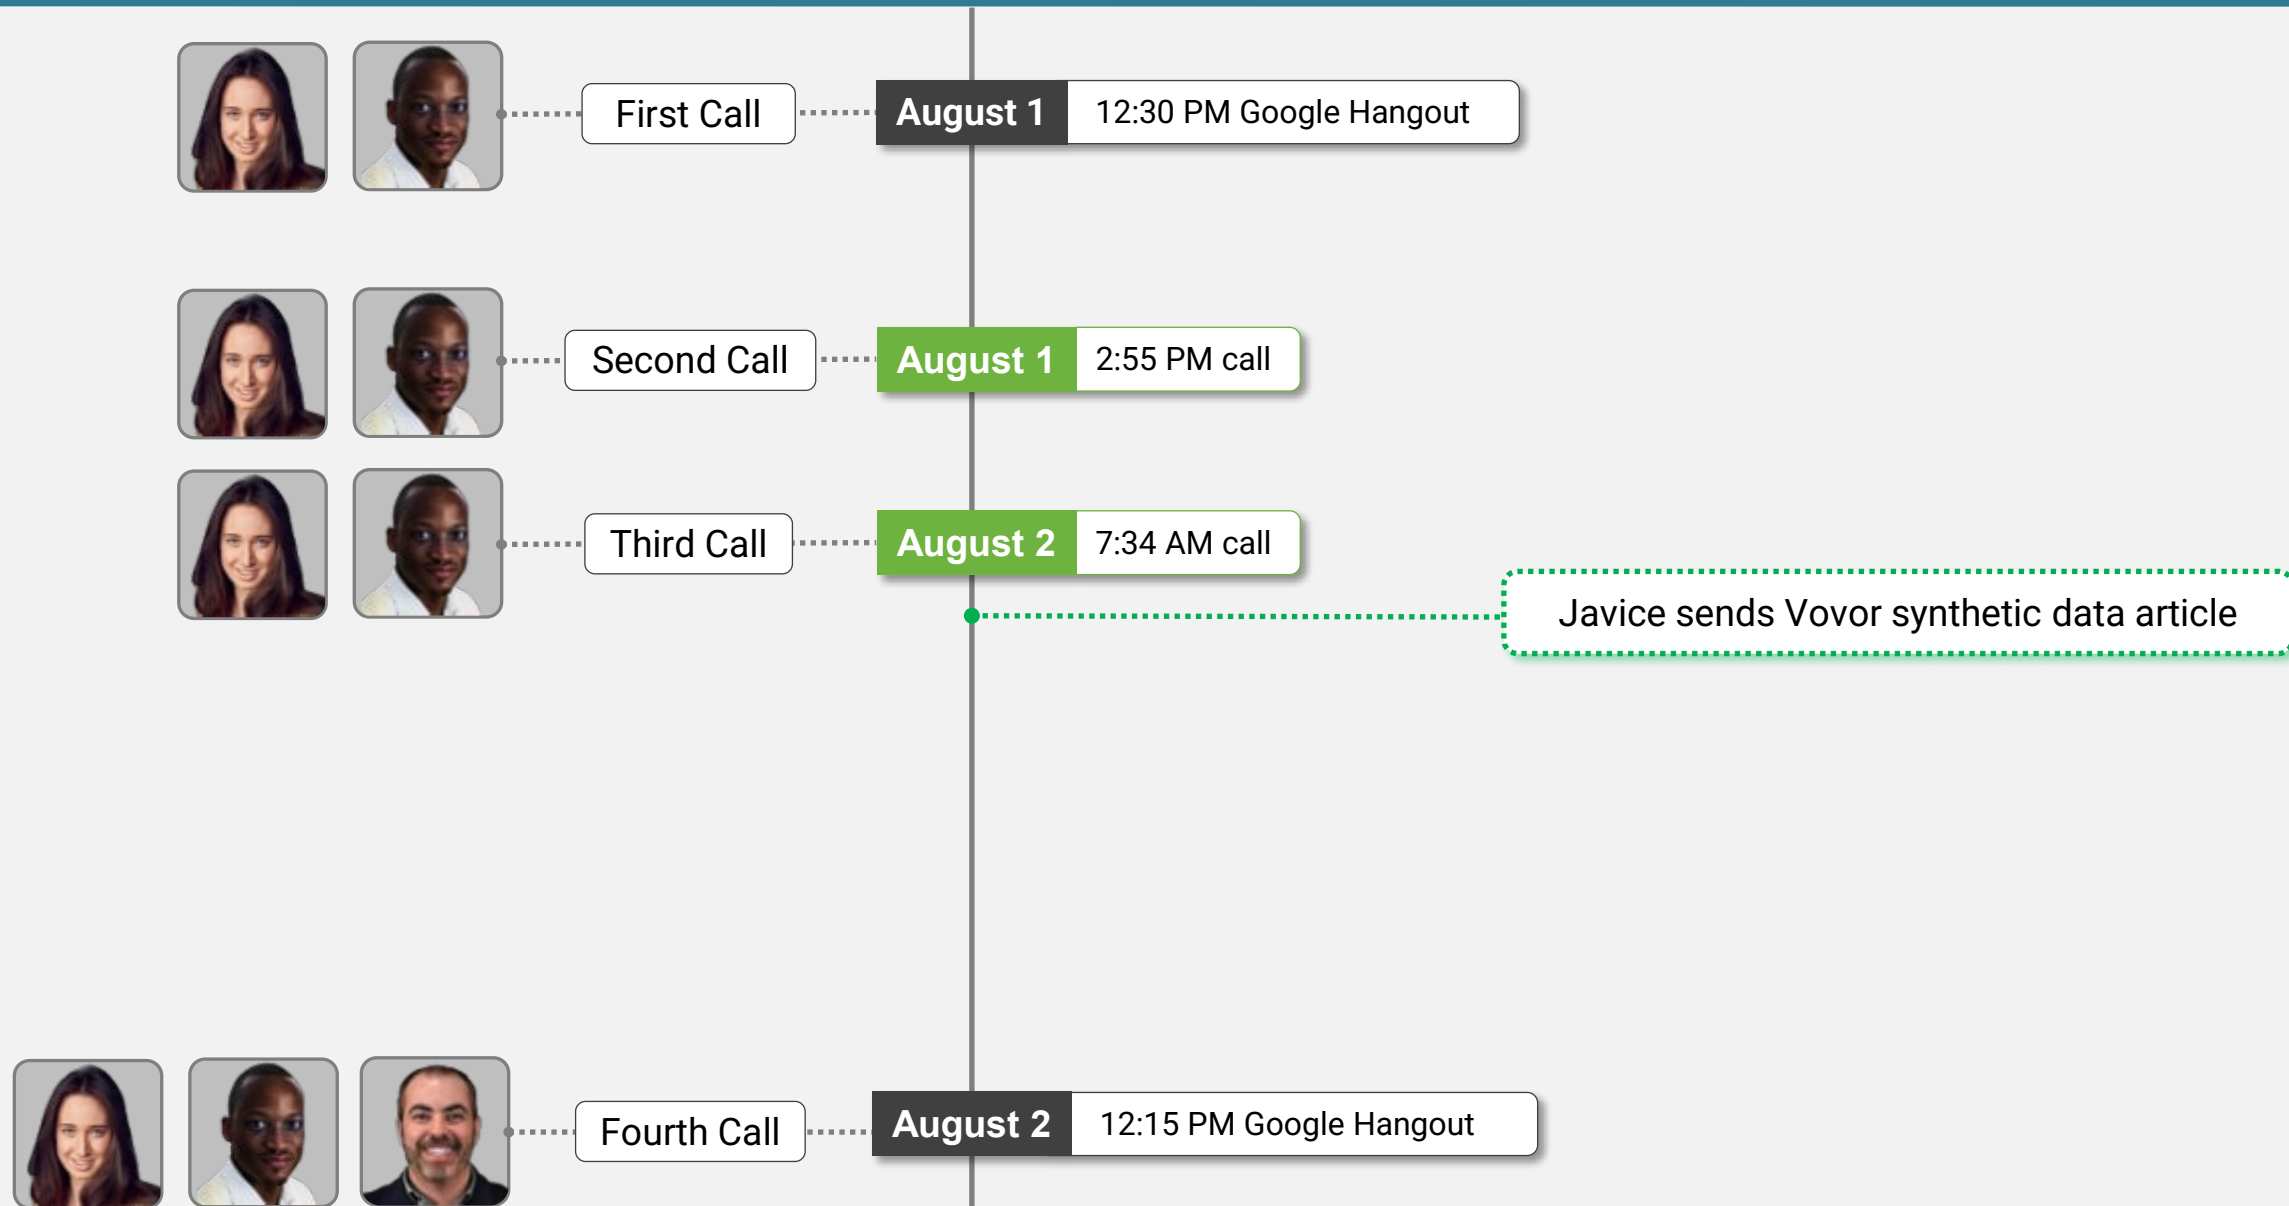 First Call
August 1
12:30 PM Google Hangout
Second Call
August 1
2:55 PM call
Third Call
August 2
7:34 AM call
Javice sends Vovor synthetic data article
Fourth Call
August 2
12:15 PM Google Hangout